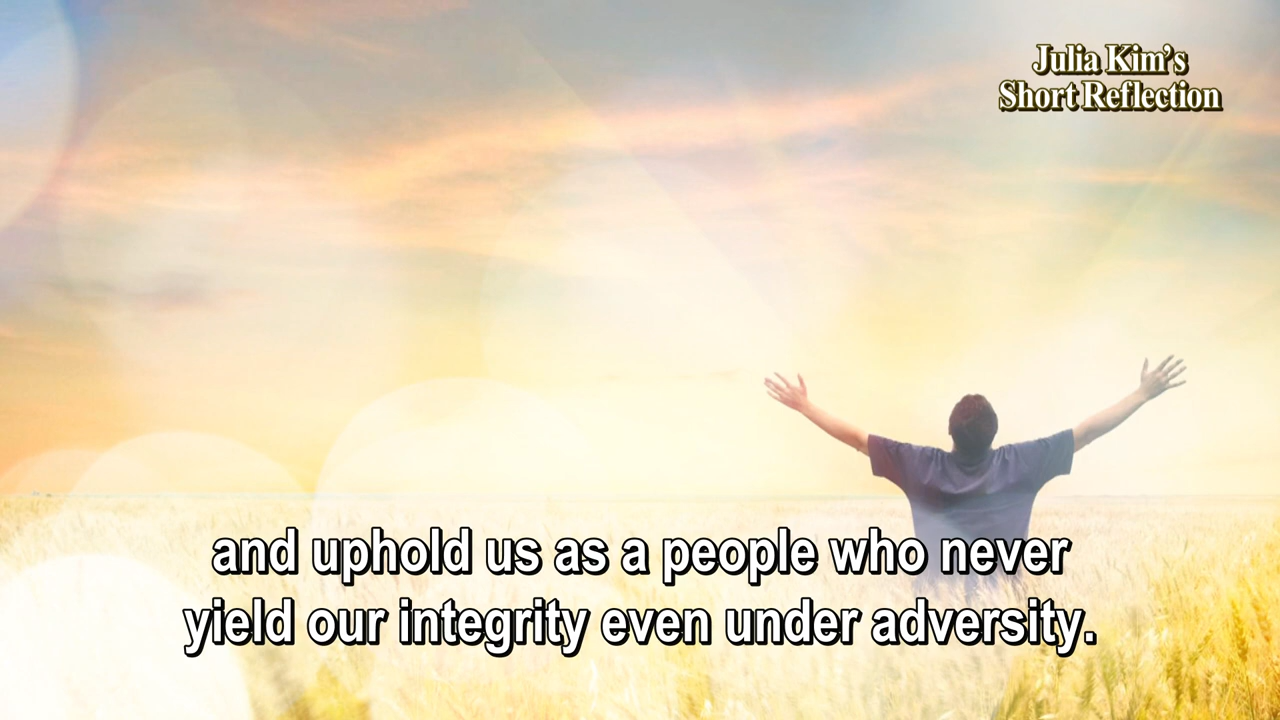 Julia Kim's
Short Reflection
and uphold us as a people who never
yield our integrity even under adversity.